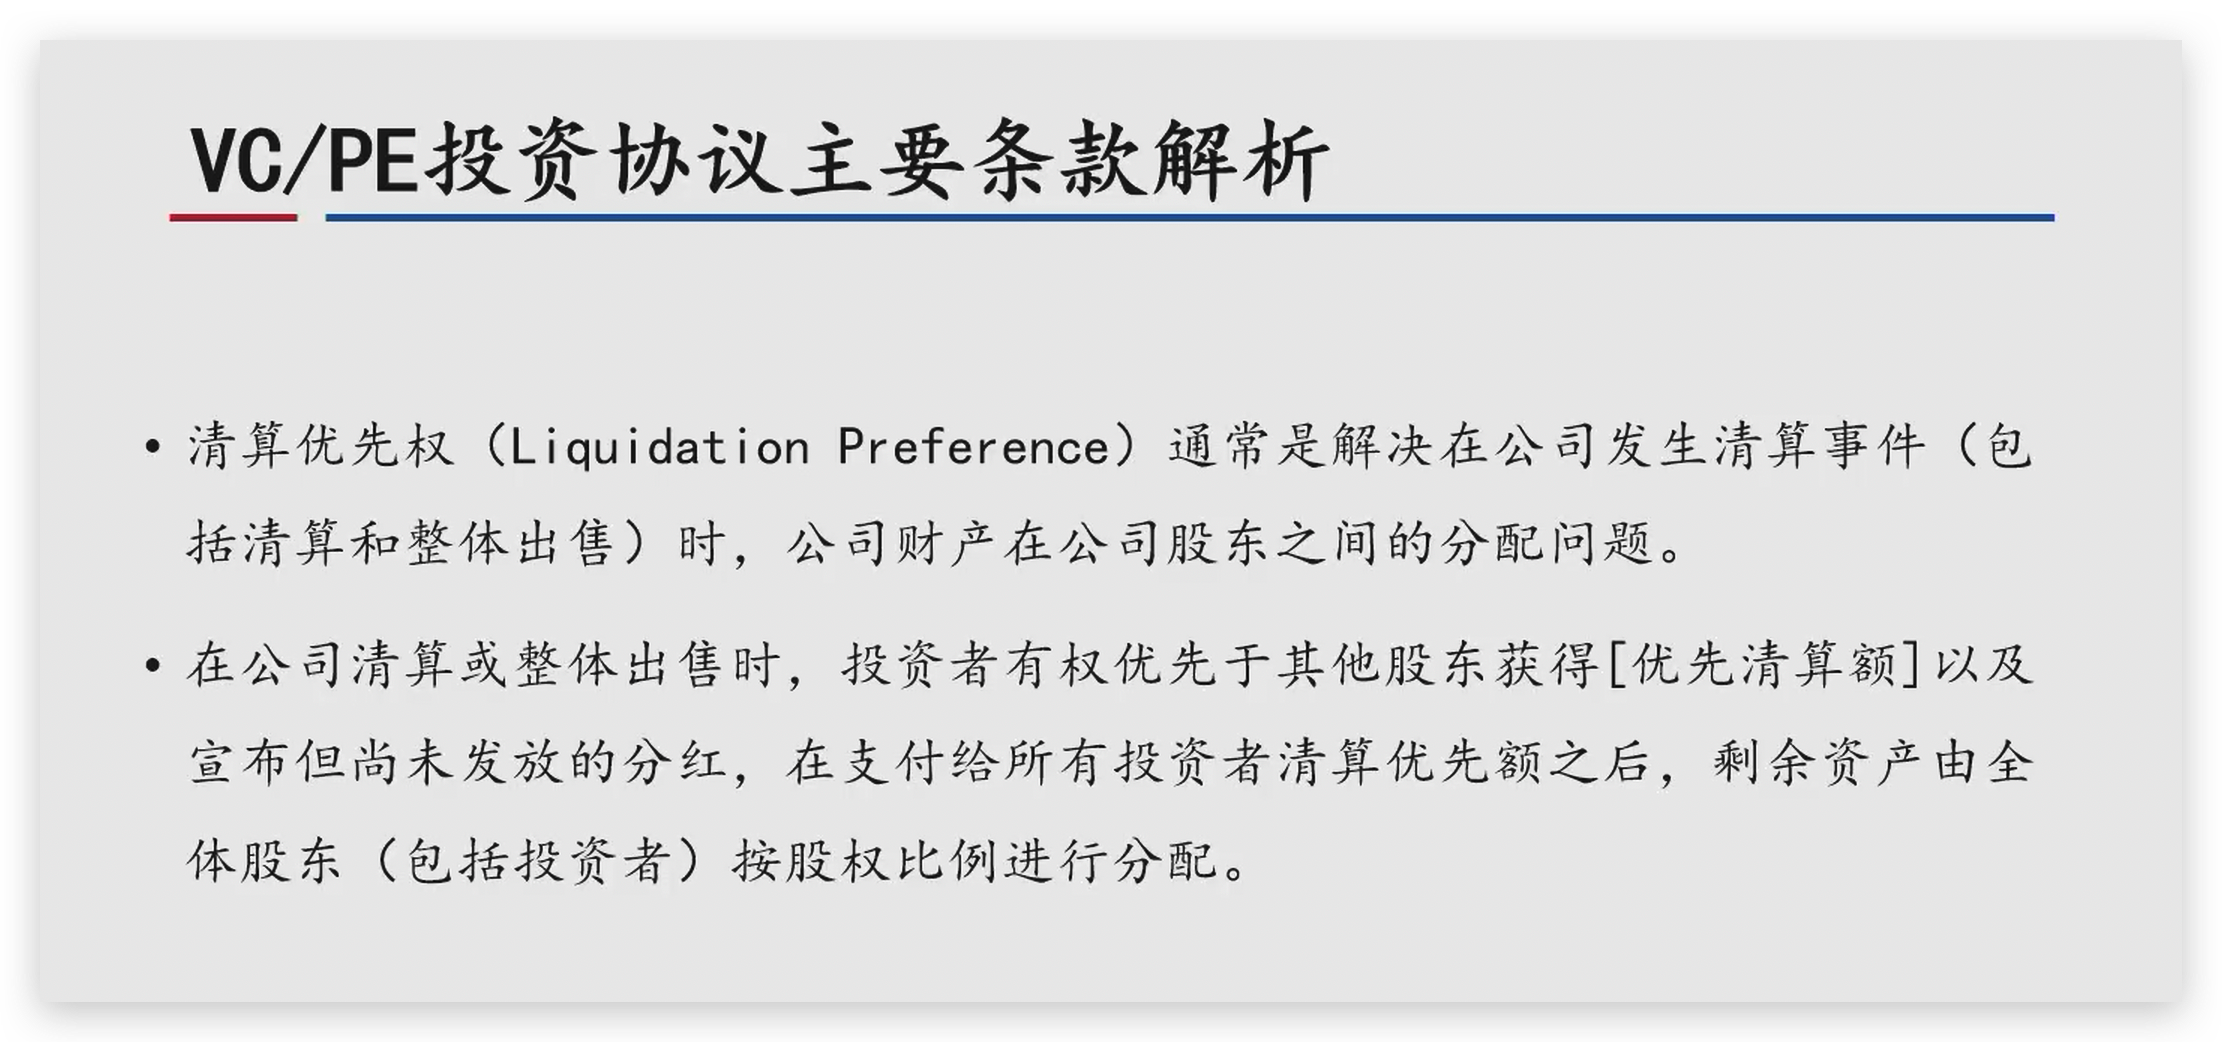 VC/PE投资协议主要条款解析
• 清算优先权（Liquidation Preference）通常是解决在公司发生清算事件（包
括清算和整体出售）时，公司财产在公司股东之间的分配问题。
• 在公司清算或整体出售时，投资者有权优先于其他股东获得[优先清算额]以及
宣布但尚未发放的分红，在支付给所有投资者清算优先额之后，剩余资产由全
体股东（包括投资者）按股权比例进行分配。